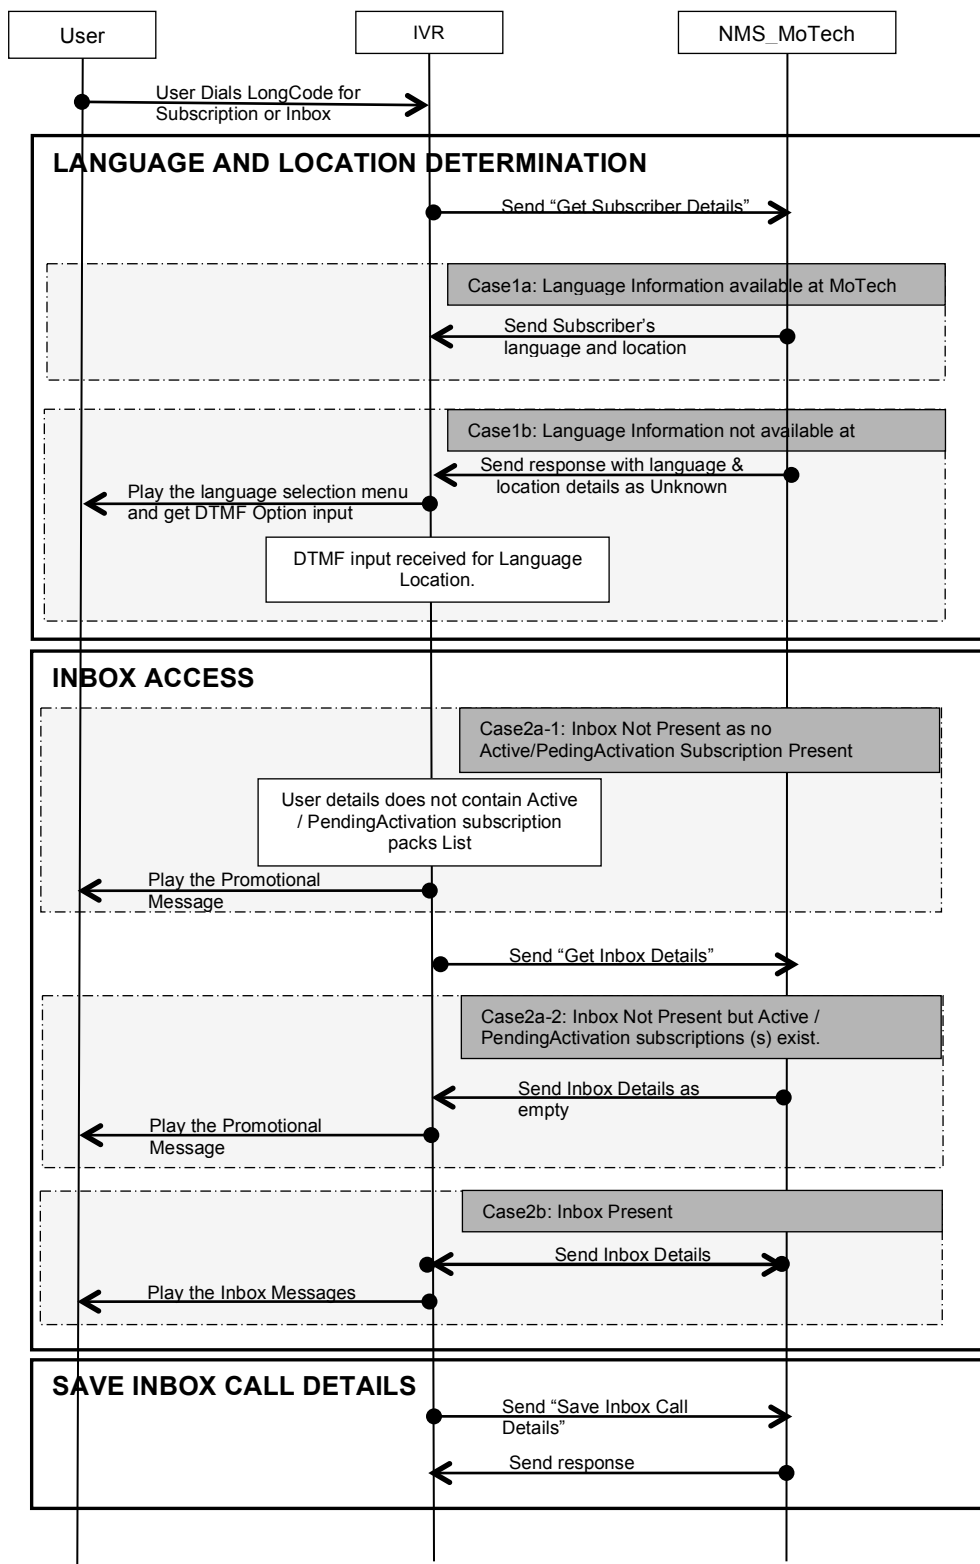 User
IVR
NMS_MoTech
User Dials LongCode for
Subscription or Inbox
LANGUAGE AND LOCATION DETERMINATION
Send “Get Subscriber Details”
Case1a: Language Information available at MoTech
Send Subscriber’s
language and location
Case1b: Language Information not available at
Send response with language &
location details as Unknown
Play the language selection menu
and get DTMF Option input
DTMF input received for Language
Location.
INBOX ACCESS
Case2a-1: Inbox Not Present as no
Active/PedingActivation Subscription Present
User details does not contain Active
/ PendingActivation subscription
packs List
Play the Promotional
Message
Send “Get Inbox Details”
Case2a-2: Inbox Not Present but Active /
PendingActivation subscriptions (s) exist.
Send Inbox Details as
empty
Play the Promotional
Message
Case2b: Inbox Present
Send Inbox Details
Play the Inbox Messages
SAVE INBOX CALL DETAILS
Send “Save Inbox Call
Details”
Send response